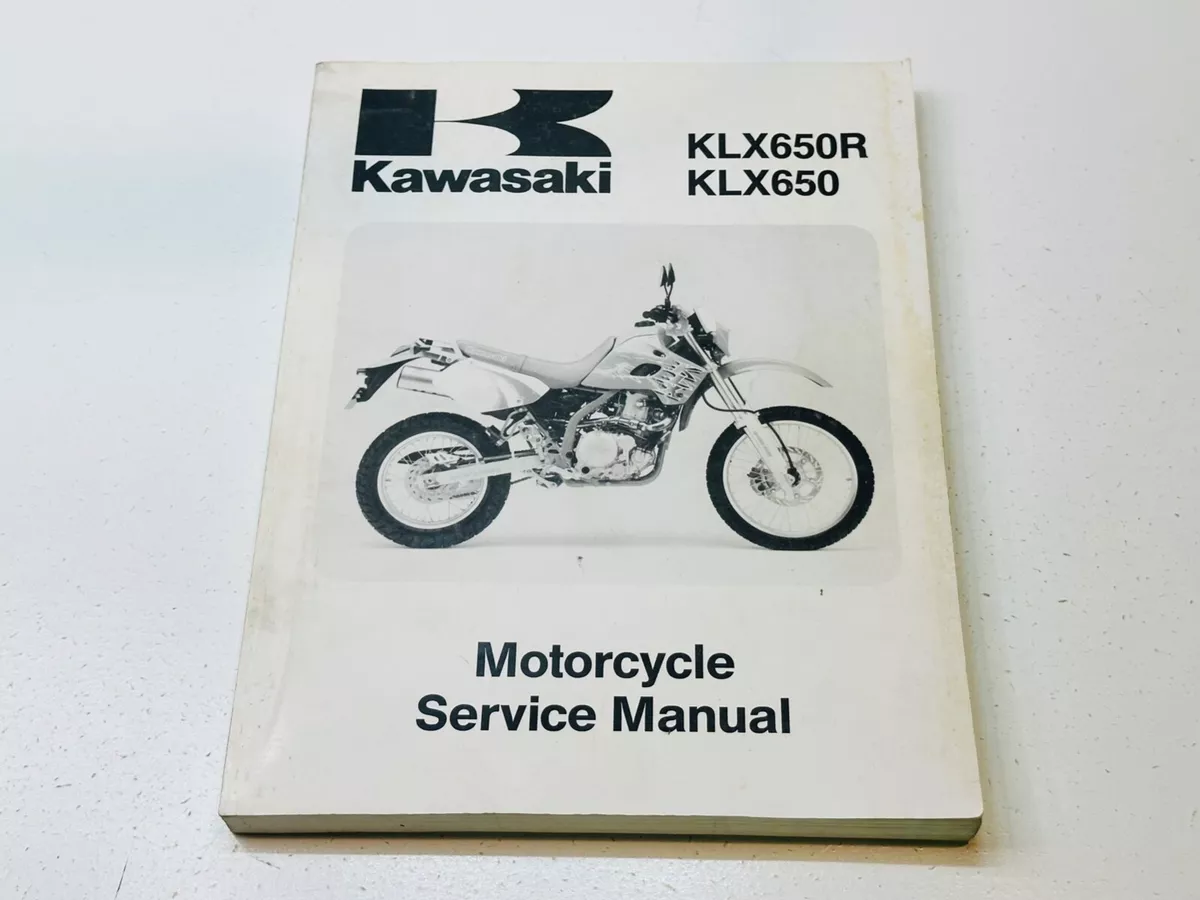 Kawasaki
KLX650R
KLX650
Motorcycle
Service Manual